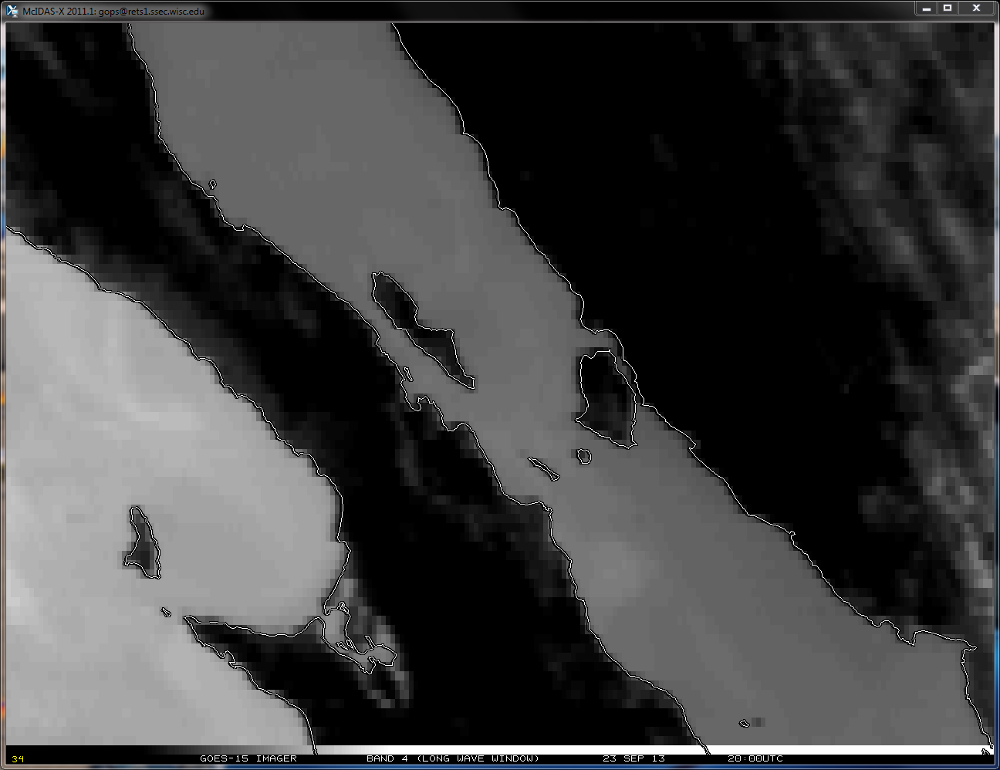 McIDAS-X 2011.1: gops@rets1.ssec.wisc.edu
34 GOES-15 IMAGER BAND 4 (LONG WAVE WINDOW) 23 SEP 13 20:00UTC